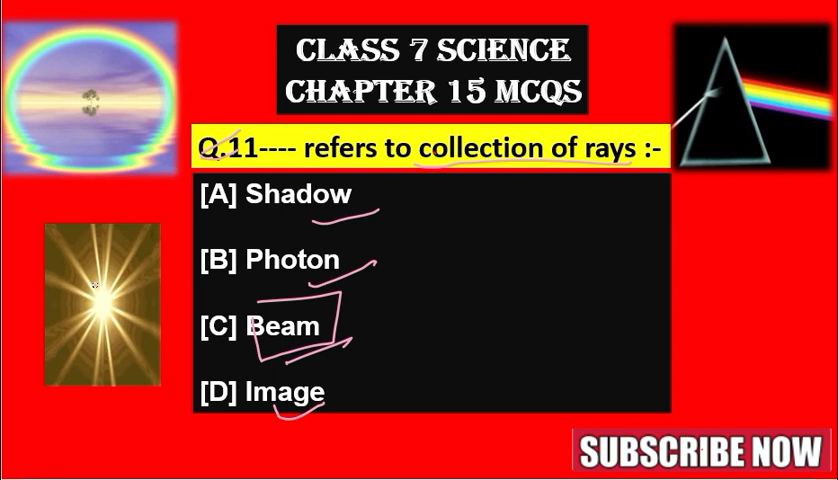 CLASS 7 SCIENCE
CHAPTER 15 MCQS
Q.11---- refers to collection of rays :-
[A] Shadow
[B] Photon
[C] Beam
[D] Image
SUBSCRIBE NOW